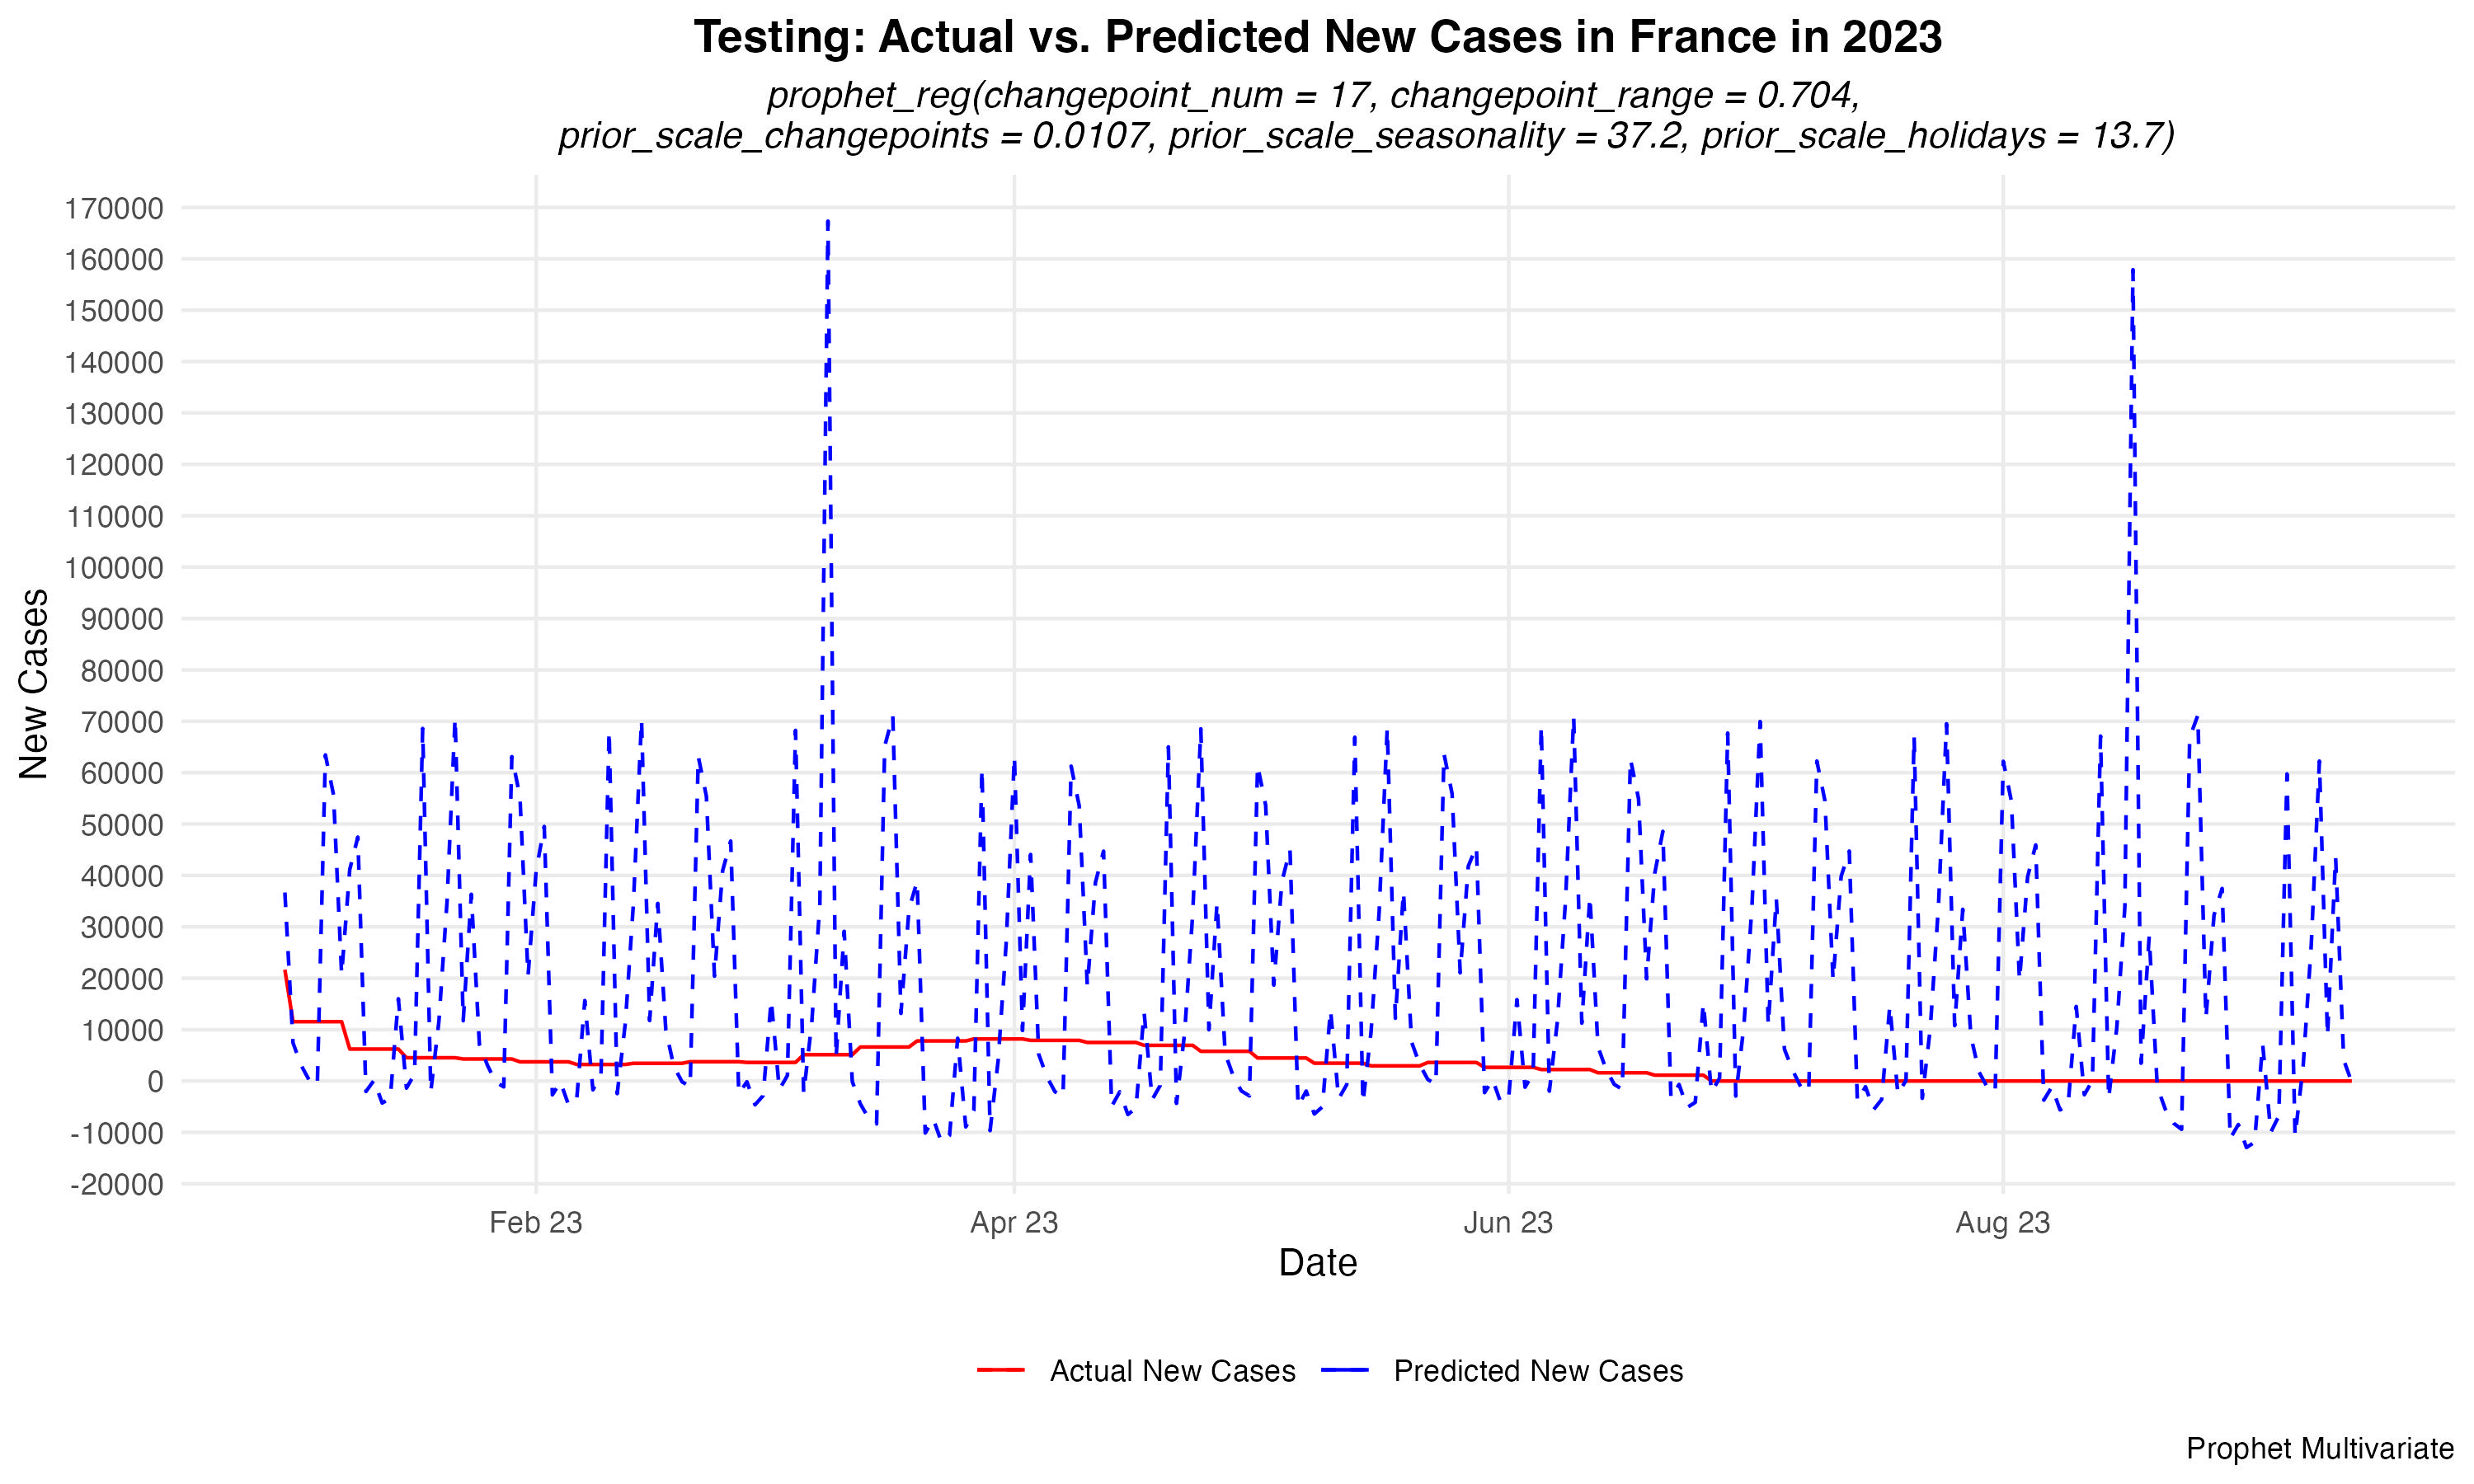 Testing: Actual vs. Predicted New Cases in France in 2023
prophet_reg(changepoint_num = 17, changepoint_range = 0.704,
prior_scale_changepoints = 0.0107, prior_scale_seasonality = 37.2, prior_scale_holidays = 13.7)
170000
160000
150000
140000
130000
120000
110000
100000
90000
80000
70000
60000
50000
40000
30000
20000
10000
0
-10000
-20000
New Cases
Feb 23
Apr 23
Jun 23
Aug 23
Date
Actual New Cases
Predicted New Cases
Prophet Multivariate